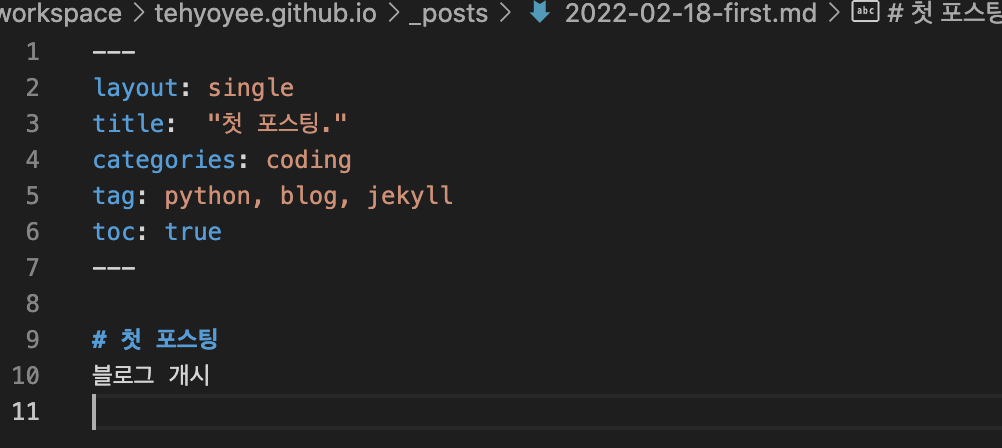 workspace > tehyoyee.github.io > _posts > 2022-02-18-first.md > abc # 첫 포스팅
1 ---
2 layout: single
3 title:  "첫 포스팅."
4 categories: coding
5 tag: python, blog, jekyll
6 toc: true
7 ---
8
9 # 첫 포스팅
10 블로그 개시
11